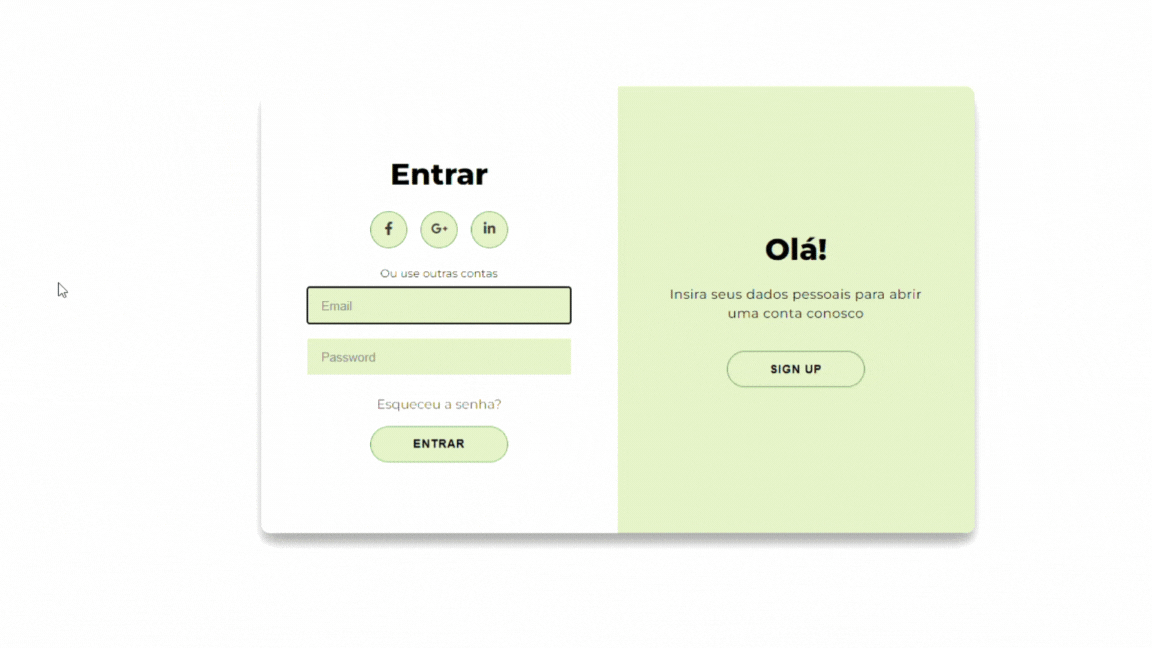 Entrar
f G+ in
Ou use outras contas
Email
Password
Esqueceu a senha?
ENTRAR
Olá!
Insira seus dados pessoais para abrir
uma conta conosco
SIGN UP